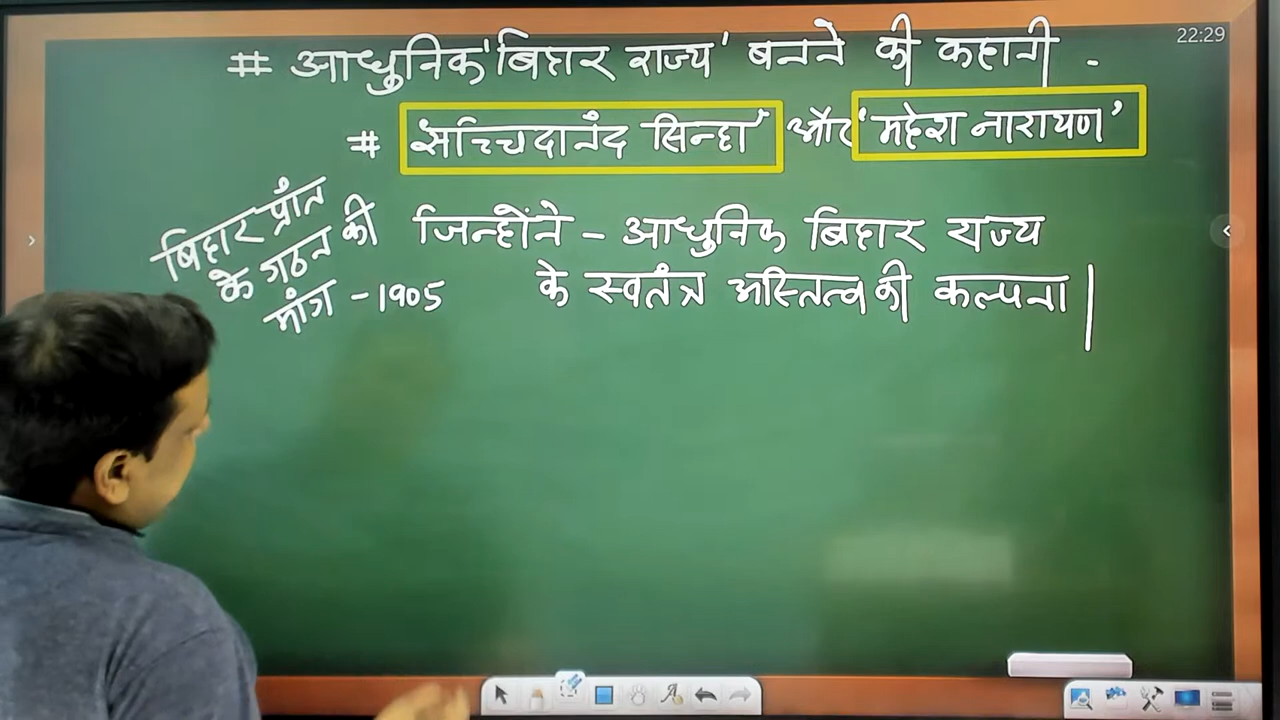 22:29
# आधुनिक 'बिहार राज्य' बनने की कहानी -
# 'सच्चिदानंद सिन्हा' और 'महेश नारायण'
जिन्होंने - आधुनिक बिहार राज्य
के स्वतंत्र अस्तित्व की कल्पना |
बिहार प्राँत
के गठन की
मांग - 1905